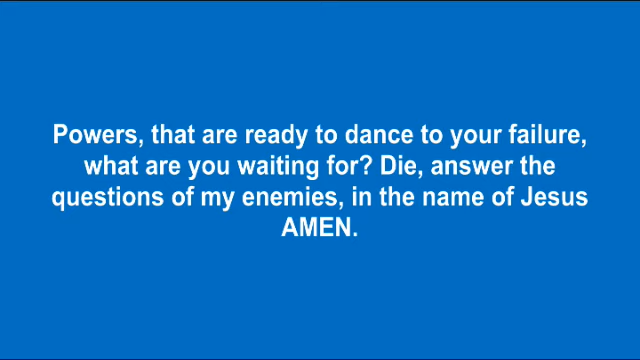 Powers, that are ready to dance to your failure,
what are you waiting for? Die, answer the
questions of my enemies, in the name of Jesus
AMEN.